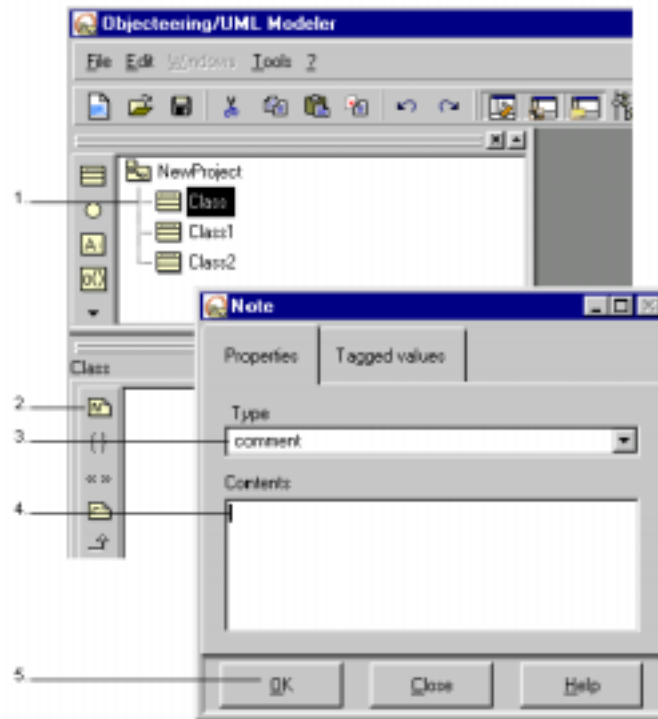 Objecteering/UML Modeler
File Edit Windows Tools ?
NewProject
1
Class
Class1
Class2
Note
Properties Tagged values
Class
2
Type
3
comment
Contents
4
5
OK Close Help